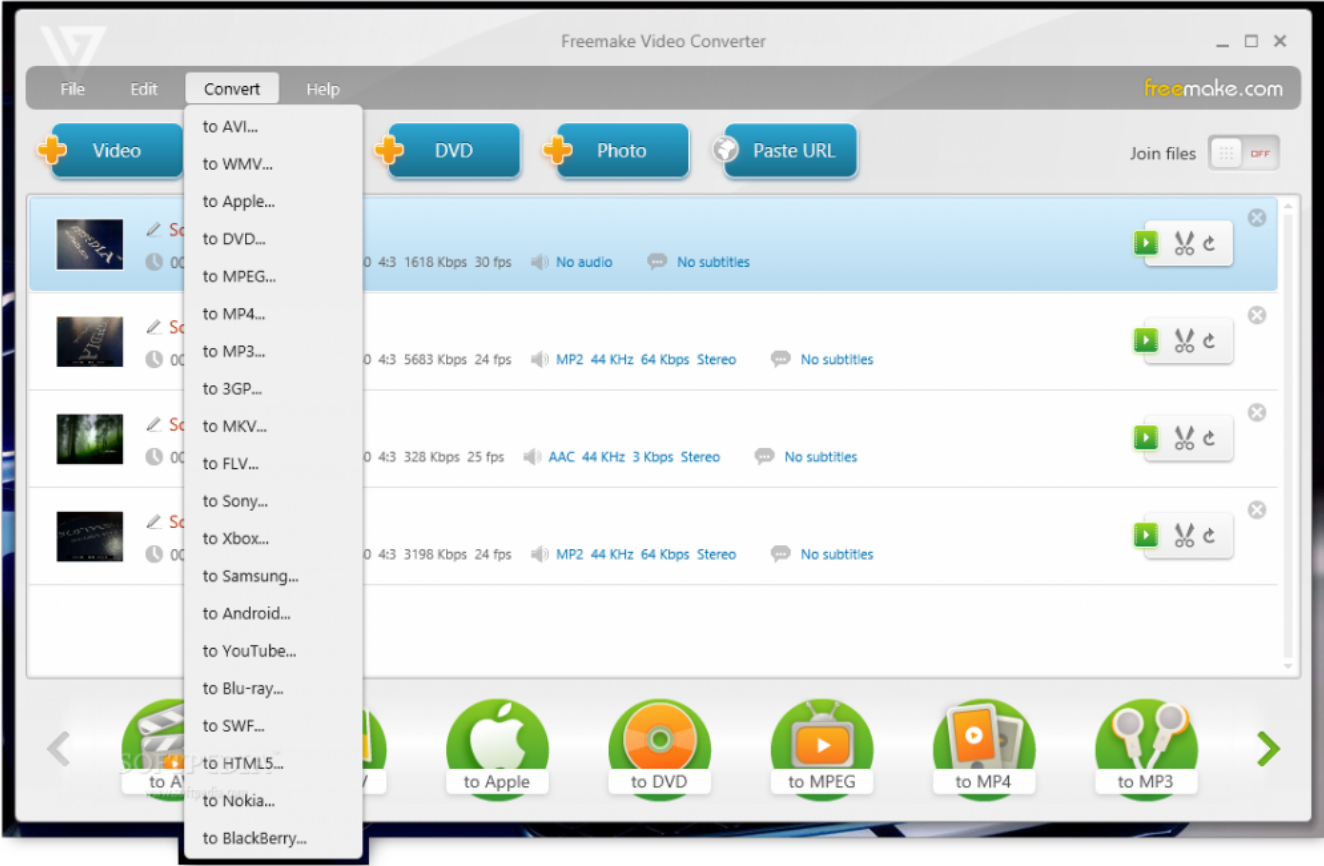 Freemake Video Converter
File Edit Convert Help
freemake.com
to AVI...
to WMV...
to Apple...
to DVD...
to MPEG...
to MP4...
to MP3...
to 3GP...
to MKV...
to FLV...
to Sony...
to Xbox...
to Samsung...
to Android...
to YouTube...
to Blu-ray...
to SWF...
to HTML5...
to Nokia...
to BlackBerry...
Video DVD Photo Paste URL
Join files OFF
4:3 1618 Kbps 30 fps No audio No subtitles
4:3 5683 Kbps 24 fps MP2 44 KHz 64 Kbps Stereo No subtitles
4:3 328 Kbps 25 fps AAC 44 KHz 3 Kbps Stereo No subtitles
4:3 3198 Kbps 24 fps MP2 44 KHz 64 Kbps Stereo No subtitles
SOFTPEDIA
to Apple to DVD to MPEG to MP4 to MP3